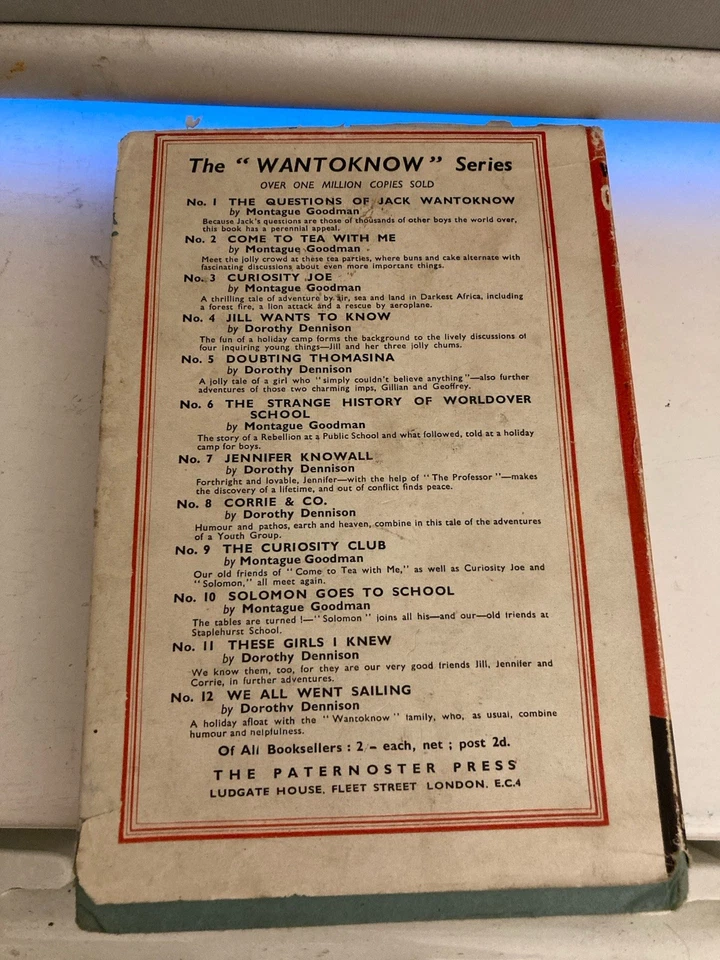 The "WANTOKNOW" Series
OVER ONE MILLION COPIES SOLD
No. 1 THE QUESTIONS OF JACK WANTOKNOW
by Montague Goodman
Because Jack's questions are those of thousands of other boys the world over,
this book has a perennial appeal.
No. 2 COME TO TEA WITH ME
by Montague Goodman
Meet the jolly crowd at these tea parties, where buns and cake alternate with
fascinating discussions about even more important things.
No. 3 CURIOSITY JOE
by Montague Goodman
A thrilling tale of adventure by air, sea and land in Darkest Africa, including
a forest fire, a lion attack and a rescue by aeroplane.
No. 4 JILL WANTS TO KNOW
by Dorothy Dennison
The fun of a holiday camp forms the background to the lively discussions of
four inquiring young things—Jill and her three jolly chums.
No. 5 DOUBTING THOMASINA
by Dorothy Dennison
A jolly tale of a girl who "simply couldn't believe anything"—also further
adventures of those two charming imps, Gillian and Geoffrey.
No. 6 THE STRANGE HISTORY OF WORLDOVER
SCHOOL
by Montague Goodman
The story of a Rebellion at a Public School and what followed, told at a holiday
camp for boys.
No. 7 JENNIFER KNOWALL
by Dorothy Dennison
Forthright and lovable, Jennifer—with the help of "The Professor"—makes
the discovery of a lifetime, and out of conflict finds peace.
No. 8 CORRIE & CO.
by Dorothy Dennison
Humour and pathos, earth and heaven, combine in this tale of the adventures
of a Youth Group.
No. 9 THE CURIOSITY CLUB
by Montague Goodman
Our old friends of "Come to Tea with Me," as well as Curiosity Joe and
"Solomon," all meet again.
No. 10 SOLOMON GOES TO SCHOOL
by Montague Goodman
The tables are turned !—"Solomon" joins all his—and our—old friends at
Staplehurst School.
No. 11 THESE GIRLS I KNEW
by Dorothy Dennison
We know them, too, for they are our very good friends Jill, Jennifer and
Corrie, in further adventures.
No. 12 WE ALL WENT SAILING
by Dorothy Dennison
A holiday afloat with the "Wantoknow" family, who, as usual, combine
humour and helpfulness.
Of All Booksellers : 2/- each, net ; post 2d.
THE PATERNOSTER PRESS
LUDGATE HOUSE, FLEET STREET LONDON, E.C.4